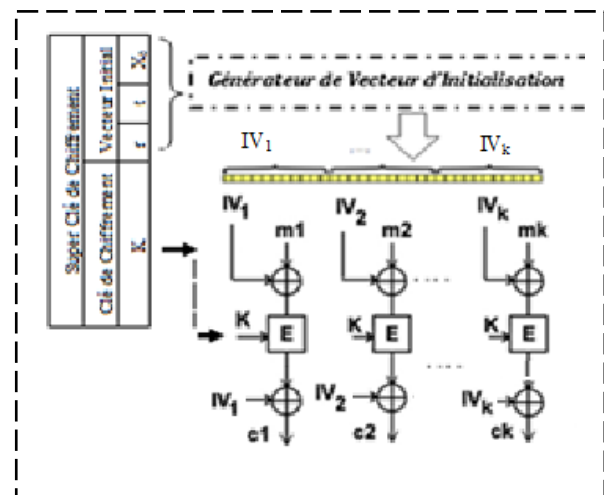 Super Clé de Chiffrement
Vecteur Initial
Clé de Chiffrement
X₀
t
r
K
Générateur de Vecteur d'Initialisation
IV₁ ... IVₖ
IV₁ IV₂ IVₖ
m1 m2 mk
K E K E K E
IV₁ IV₂ IVₖ
c1 c2 ck